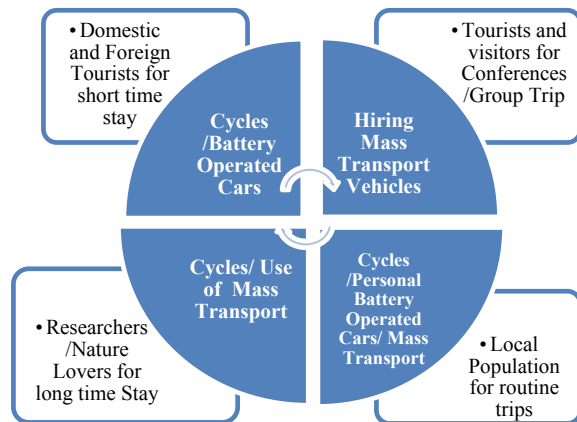 • Domestic
and Foreign
Tourists for
short time
stay
• Tourists and
visitors for
Conferences
/Group Trip
Cycles
/Battery
Operated
Cars
Hiring
Mass
Transport
Vehicles
Cycles/ Use
of Mass
Transport
Cycles
/Personal
Battery
Operated
Cars/ Mass
Transport
• Researchers
/Nature
Lovers for
long time Stay
• Local
Population
for routine
trips